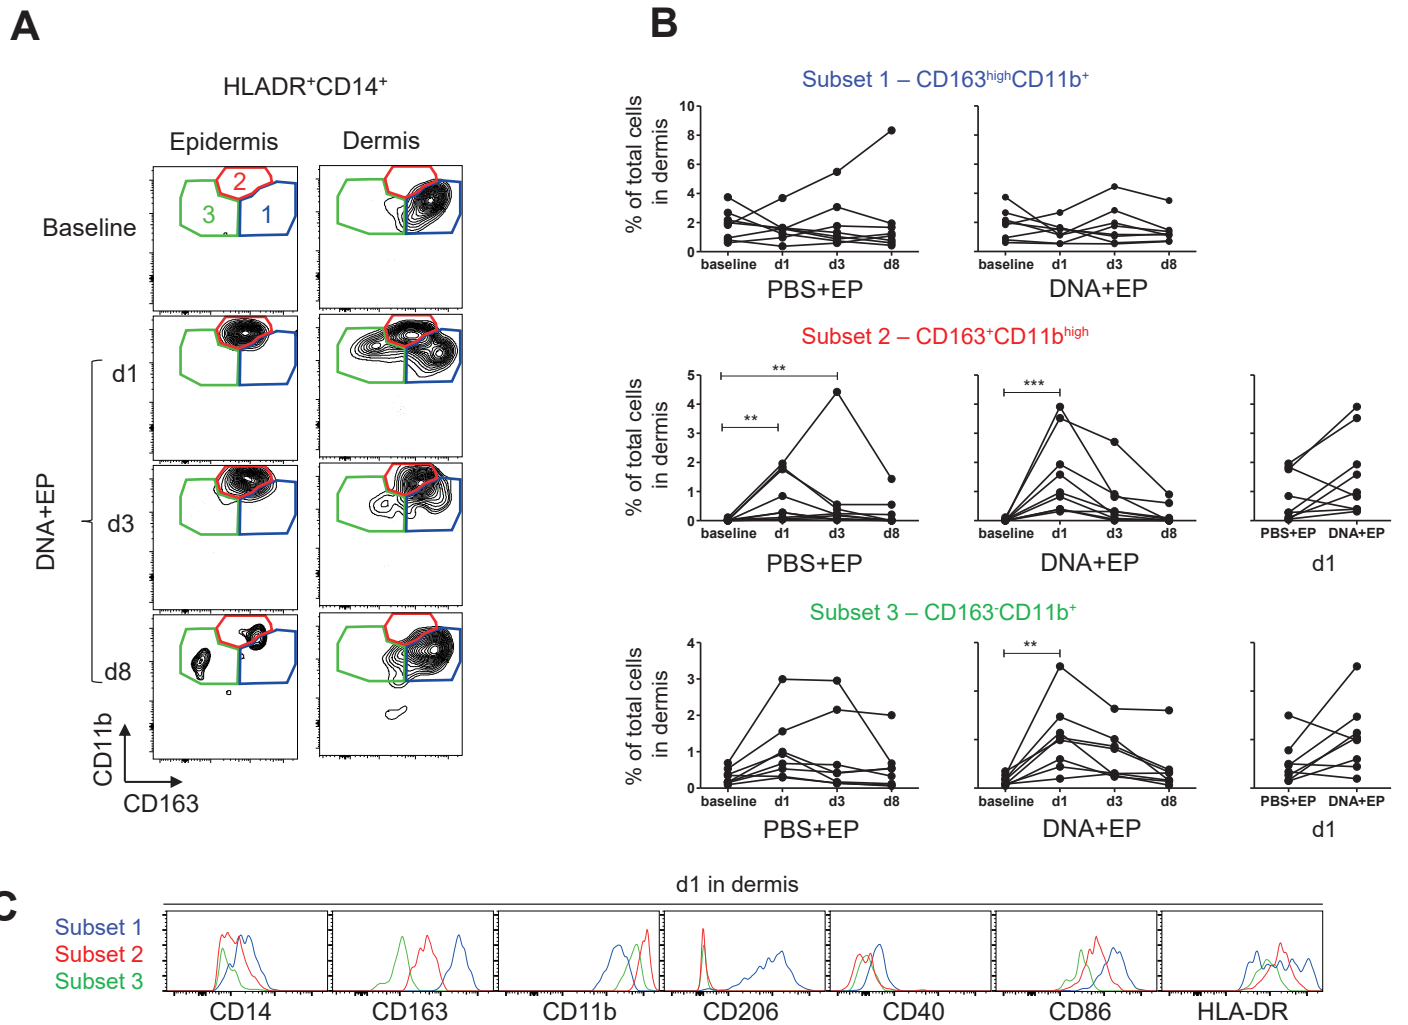 A
HLADR⁺CD14⁺
Epidermis
Dermis
Baseline
2
3
1
d1
d3
d8
DNA+EP
CD11b
CD163
B
Subset 1 – CD163ʰⁱᵍʰCD11b⁺
% of total cells
in dermis
10
8
6
4
2
0
baseline d1 d3 d8
PBS+EP
baseline d1 d3 d8
DNA+EP
Subset 2 – CD163⁺CD11bʰⁱᵍʰ
% of total cells
in dermis
5
4
3
2
1
0
**
**
baseline d1 d3 d8
PBS+EP
***
baseline d1 d3 d8
DNA+EP
PBS+EP DNA+EP
d1
Subset 3 – CD163⁻CD11b⁺
% of total cells
in dermis
4
3
2
1
0
baseline d1 d3 d8
PBS+EP
**
baseline d1 d3 d8
DNA+EP
PBS+EP DNA+EP
d1
C
d1 in dermis
Subset 1
Subset 2
Subset 3
CD14 CD163 CD11b CD206 CD40 CD86 HLA-DR